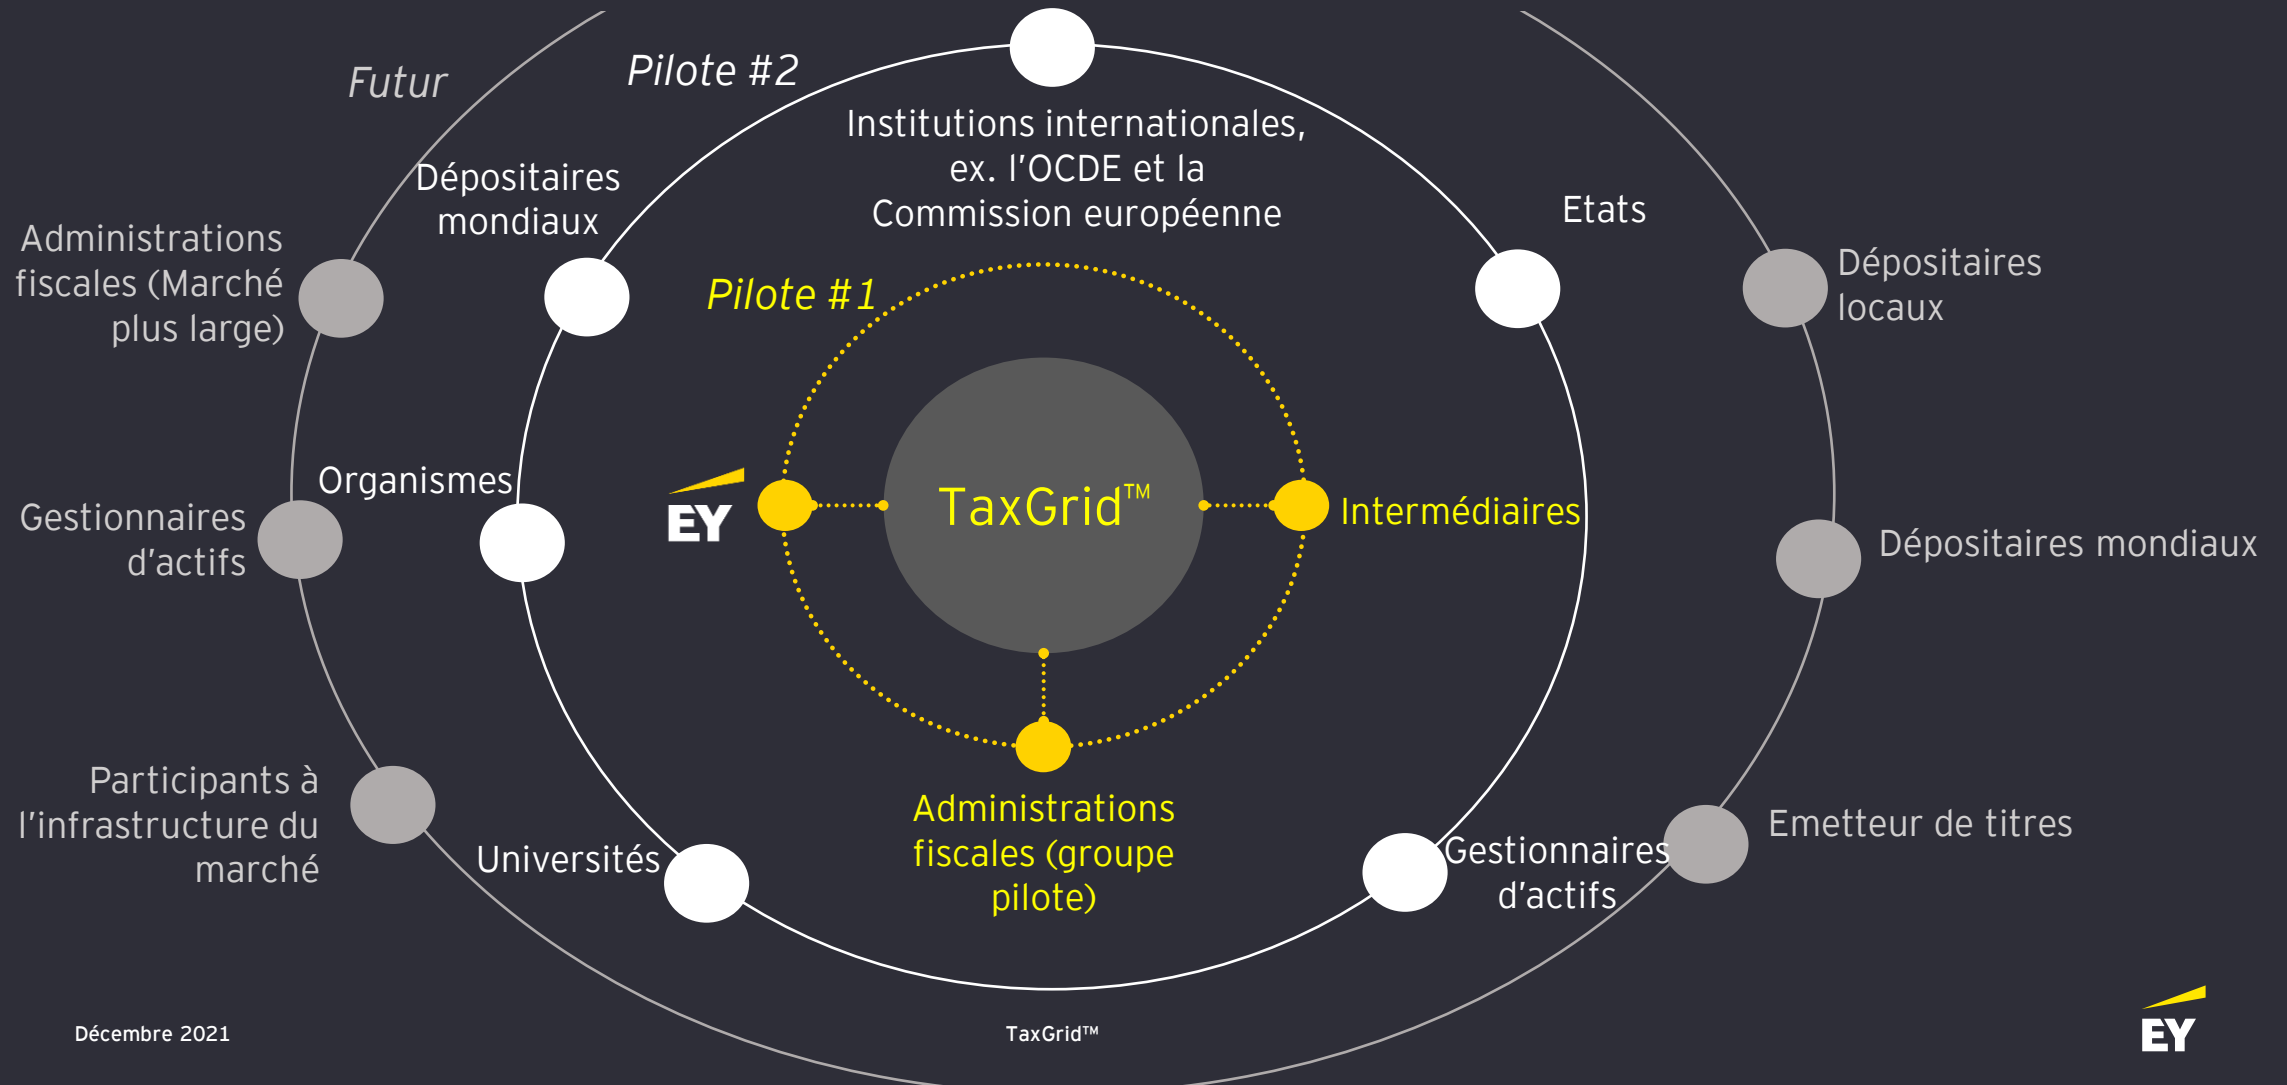 Futur
Pilote #2
Institutions internationales,
ex. l'OCDE et la
Commission européenne
Dépositaires
mondiaux
Etats
Administrations
fiscales (Marché
plus large)
Dépositaires
locaux
Pilote #1
Organismes
EY
TaxGrid™
Intermédiaires
Gestionnaires
d'actifs
Dépositaires mondiaux
Participants à
l'infrastructure du
marché
Universités
Administrations
fiscales (groupe
pilote)
Gestionnaires
d'actifs
Emetteur de titres
Décembre 2021
TaxGrid™
EY